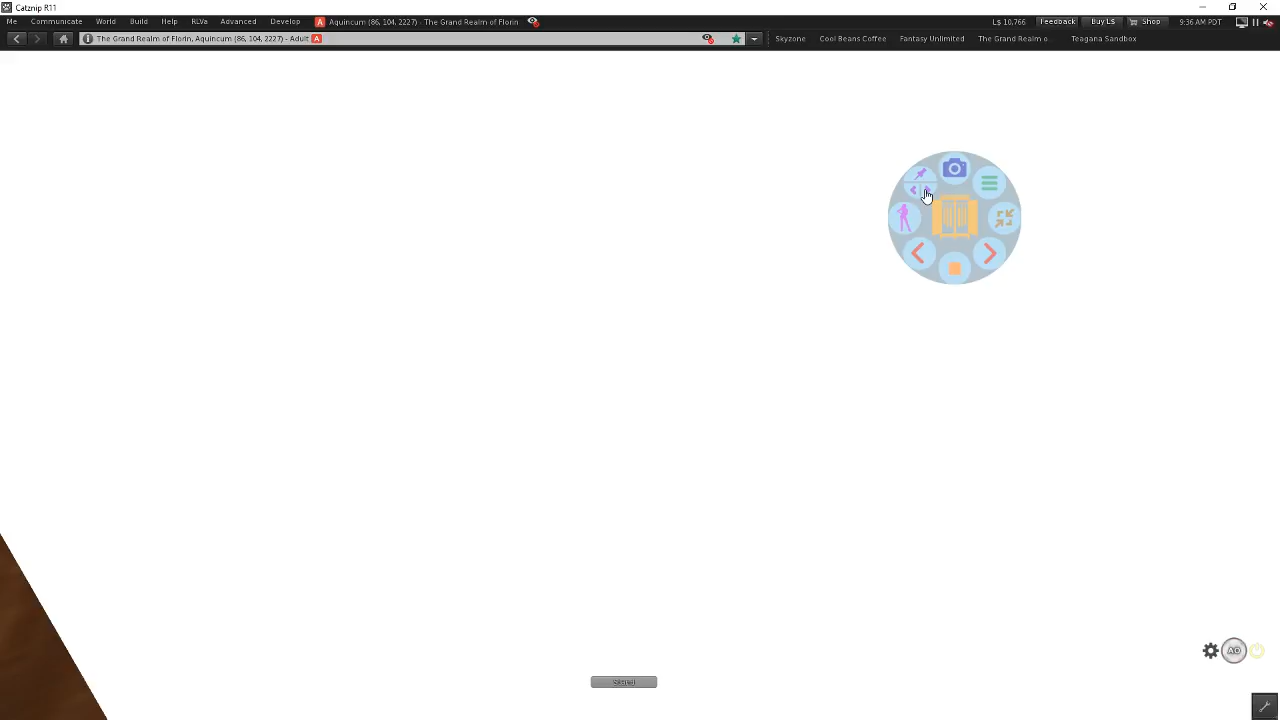 Catznip R11
Me Communicate World Build Help RLVa Advanced Develop A Aquincum (86, 104, 2227) - The Grand Realm of Florin L$ 10,766 Feedback Buy L$ Shop 9:36 AM PDT
The Grand Realm of Florin, Aquincum (86, 104, 2227) - Adult A Skyzone Cool Beans Coffee Fantasy Unlimited The Grand Realm o... Teagana Sandbox
AO
Stand